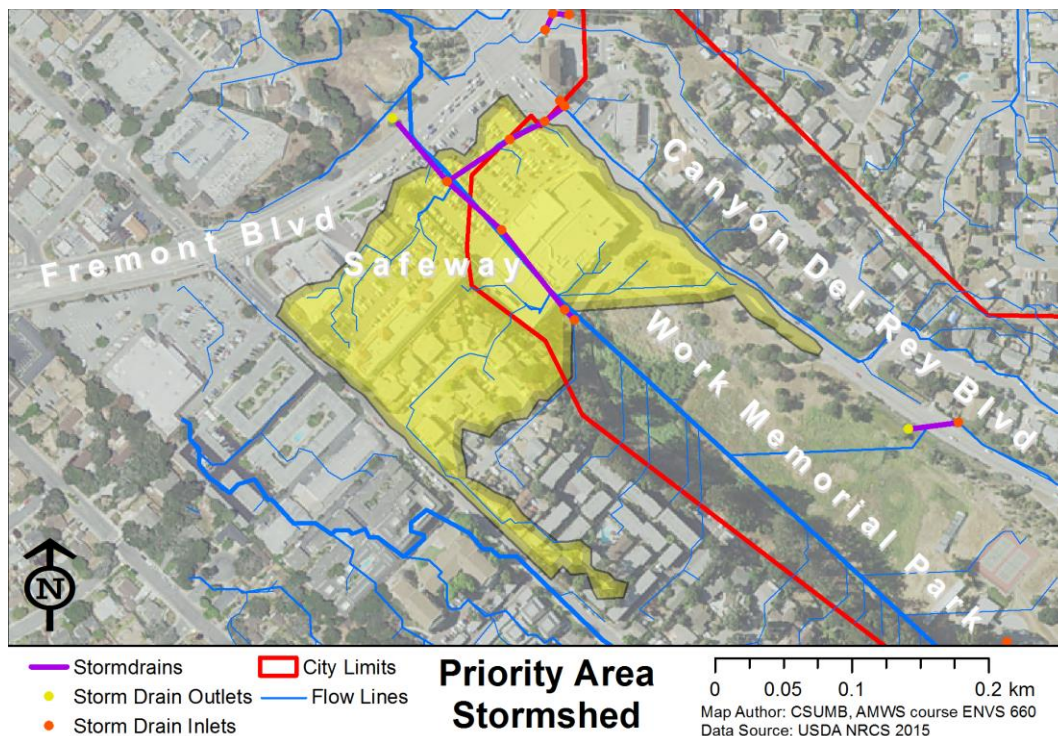 Fremont Blvd
Safeway
Canyon Del Rey Blvd
Work Memorial Park
N
Stormdrains
Storm Drain Outlets
Storm Drain Inlets
City Limits
Flow Lines
Priority Area
Stormshed
0 0.05 0.1 0.2 km
Map Author: CSUMB, AMWS course ENVS 660
Data Source: USDA NRCS 2015